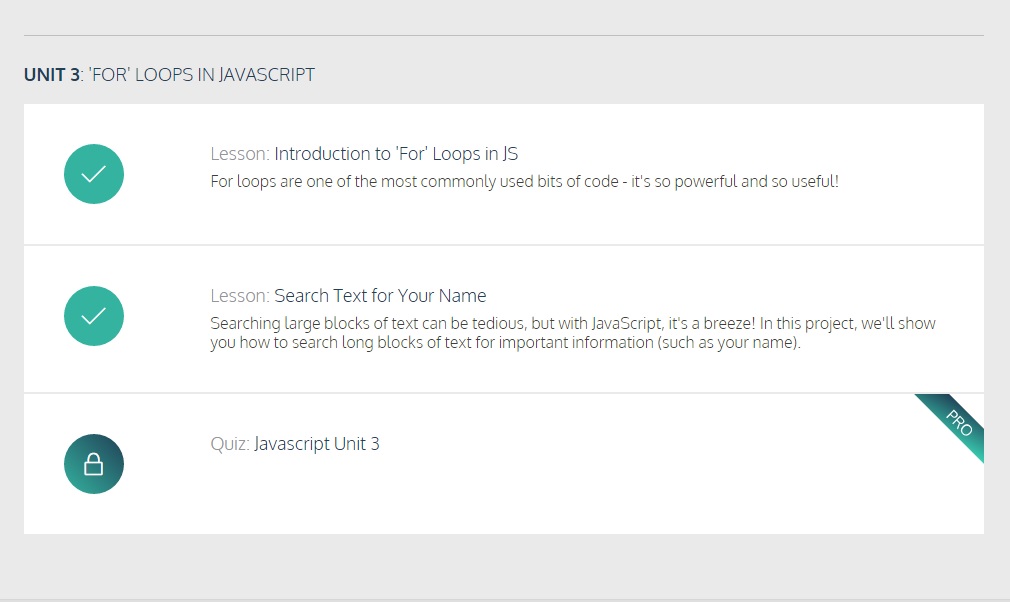 UNIT 3: 'FOR' LOOPS IN JAVASCRIPT
Lesson: Introduction to 'For' Loops in JS
For loops are one of the most commonly used bits of code - it's so powerful and so useful!
Lesson: Search Text for Your Name
Searching large blocks of text can be tedious, but with JavaScript, it's a breeze! In this project, we'll show
you how to search long blocks of text for important information (such as your name).
PRO
Quiz: Javascript Unit 3